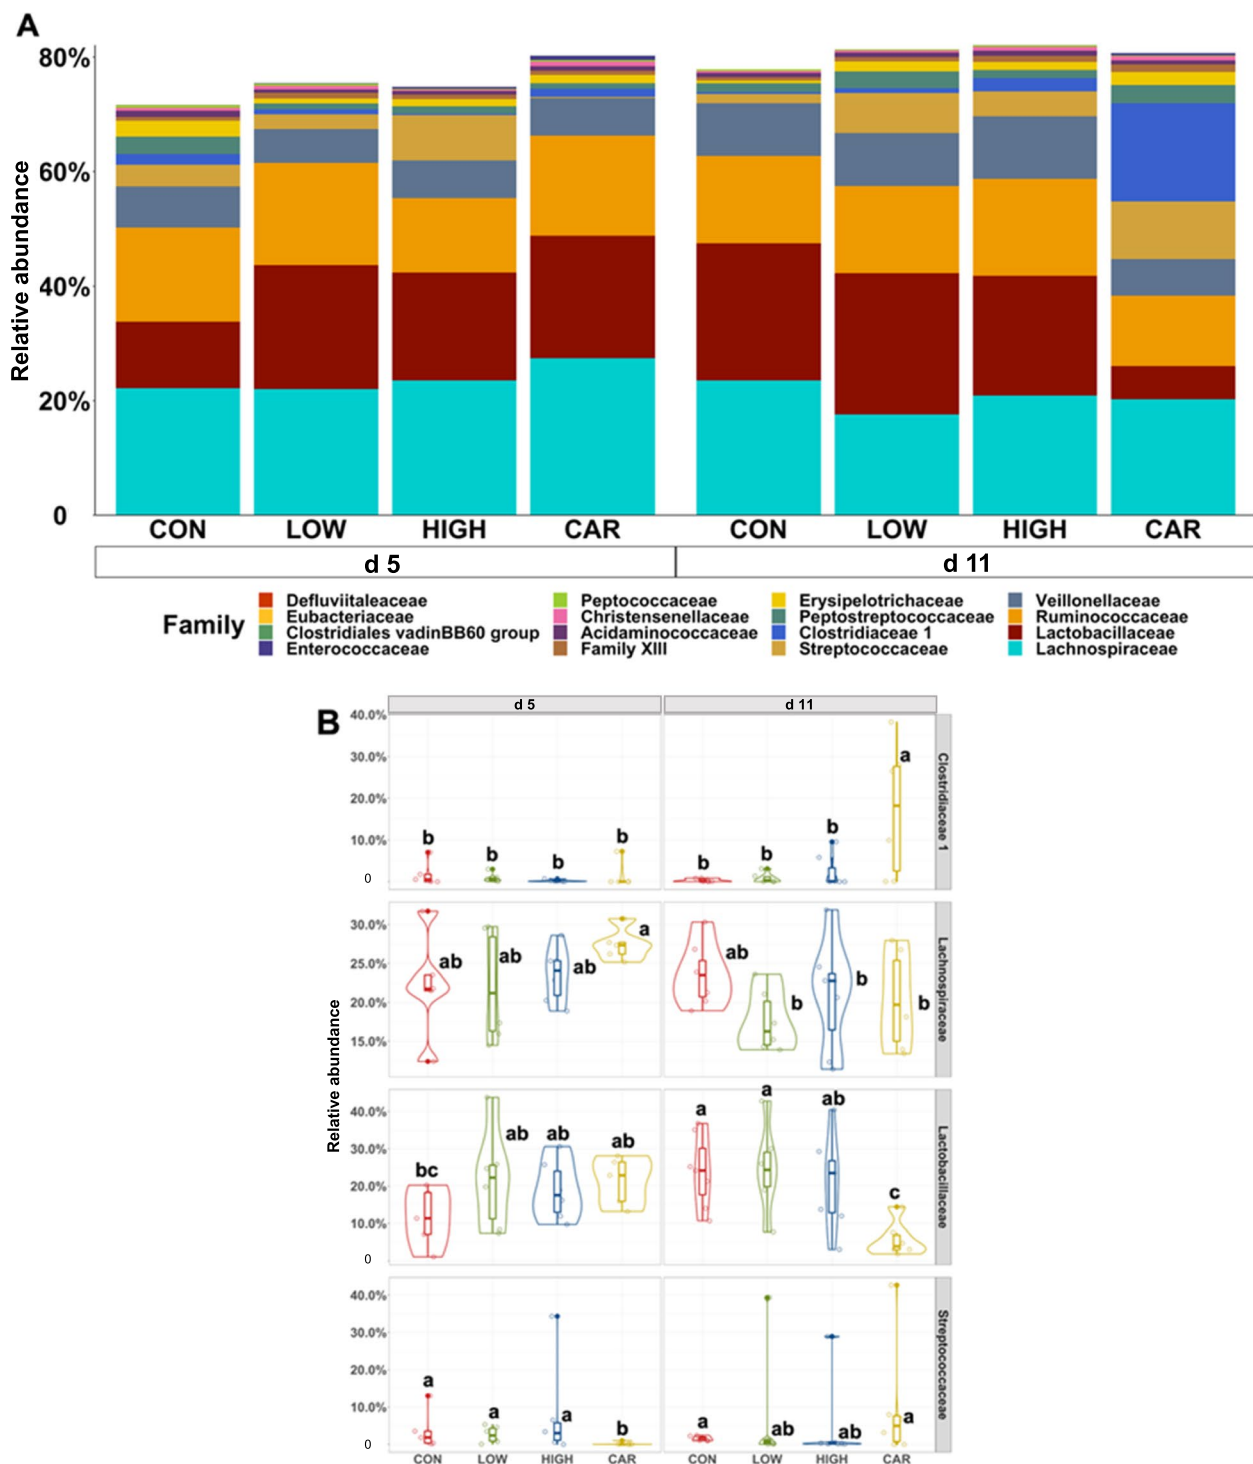 A
80%
60%
40%
20%
0
Relative abundance
CON LOW HIGH CAR CON LOW HIGH CAR
d 5 d 11
Family
Defluviitaleaceae Peptococcaceae Erysipelotrichaceae Veillonellaceae
Eubacteriaceae Christensenellaceae Peptostreptococcaceae Ruminococcaceae
Clostridiales vadinBB60 group Acidaminococcaceae Clostridiaceae 1 Lactobacillaceae
Enterococcaceae Family XIII Streptococcaceae Lachnospiraceae
B
d 5 d 11
Relative abundance
40.0%
30.0%
20.0%
10.0%
0
b b b b b b b a
Clostridiaceae 1
30.0%
25.0%
20.0%
15.0%
ab ab ab a ab b b b
Lachnospiraceae
40.0%
30.0%
20.0%
10.0%
0
bc ab ab ab a a ab c
Lactobacillaceae
40.0%
30.0%
20.0%
10.0%
0
a a a b a ab ab a
Streptococcaceae
CON LOW HIGH CAR CON LOW HIGH CAR